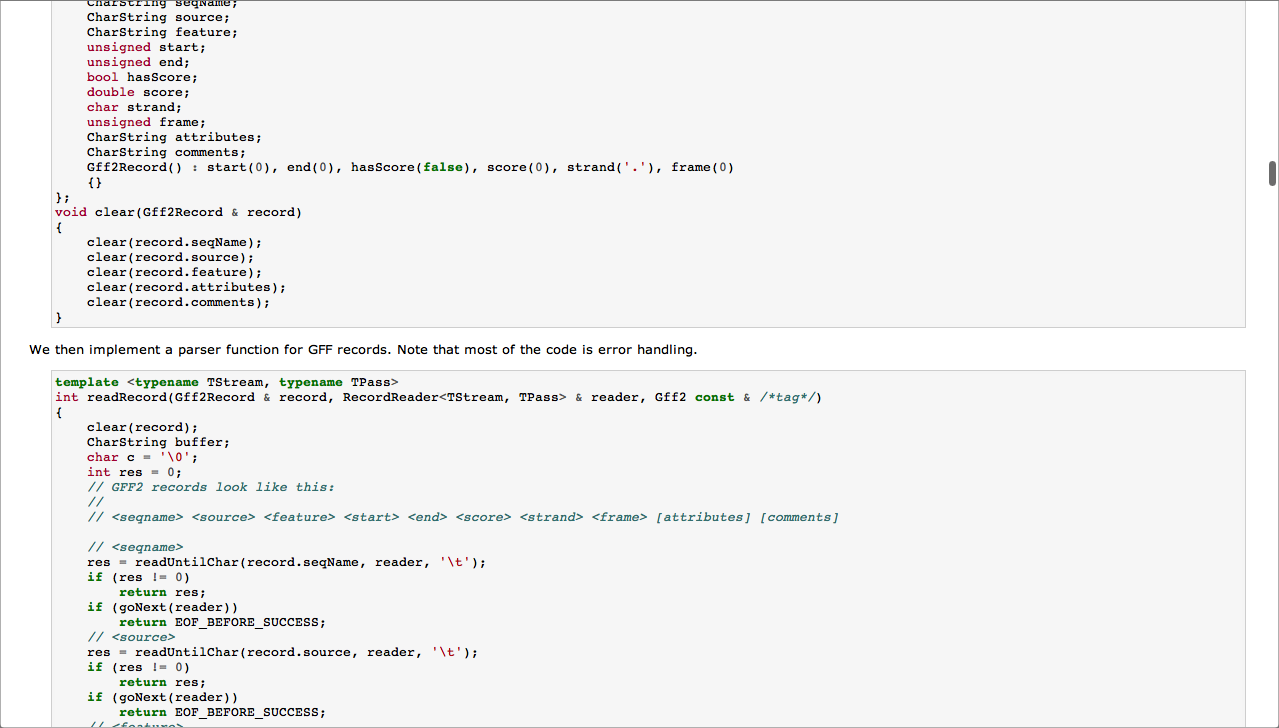 CharString seqName;
CharString source;
CharString feature;
unsigned start;
unsigned end;
bool hasScore;
double score;
char strand;
unsigned frame;
CharString attributes;
CharString comments;
Gff2Record() : start(0), end(0), hasScore(false), score(0), strand('.'), frame(0)
{}
};
void clear(Gff2Record & record)
{
clear(record.seqName);
clear(record.source);
clear(record.feature);
clear(record.attributes);
clear(record.comments);
}
We then implement a parser function for GFF records. Note that most of the code is error handling.
template <typename TStream, typename TPass>
int readRecord(Gff2Record & record, RecordReader<TStream, TPass> & reader, Gff2 const & /*tag*/)
{
clear(record);
CharString buffer;
char c = '\0';
int res = 0;
// GFF2 records look like this:
//
// <seqname> <source> <feature> <start> <end> <score> <strand> <frame> [attributes] [comments]
// <seqname>
res = readUntilChar(record.seqName, reader, '\t');
if (res != 0)
return res;
if (goNext(reader))
return EOF_BEFORE_SUCCESS;
// <source>
res = readUntilChar(record.source, reader, '\t');
if (res != 0)
return res;
if (goNext(reader))
return EOF_BEFORE_SUCCESS;
// <feature>